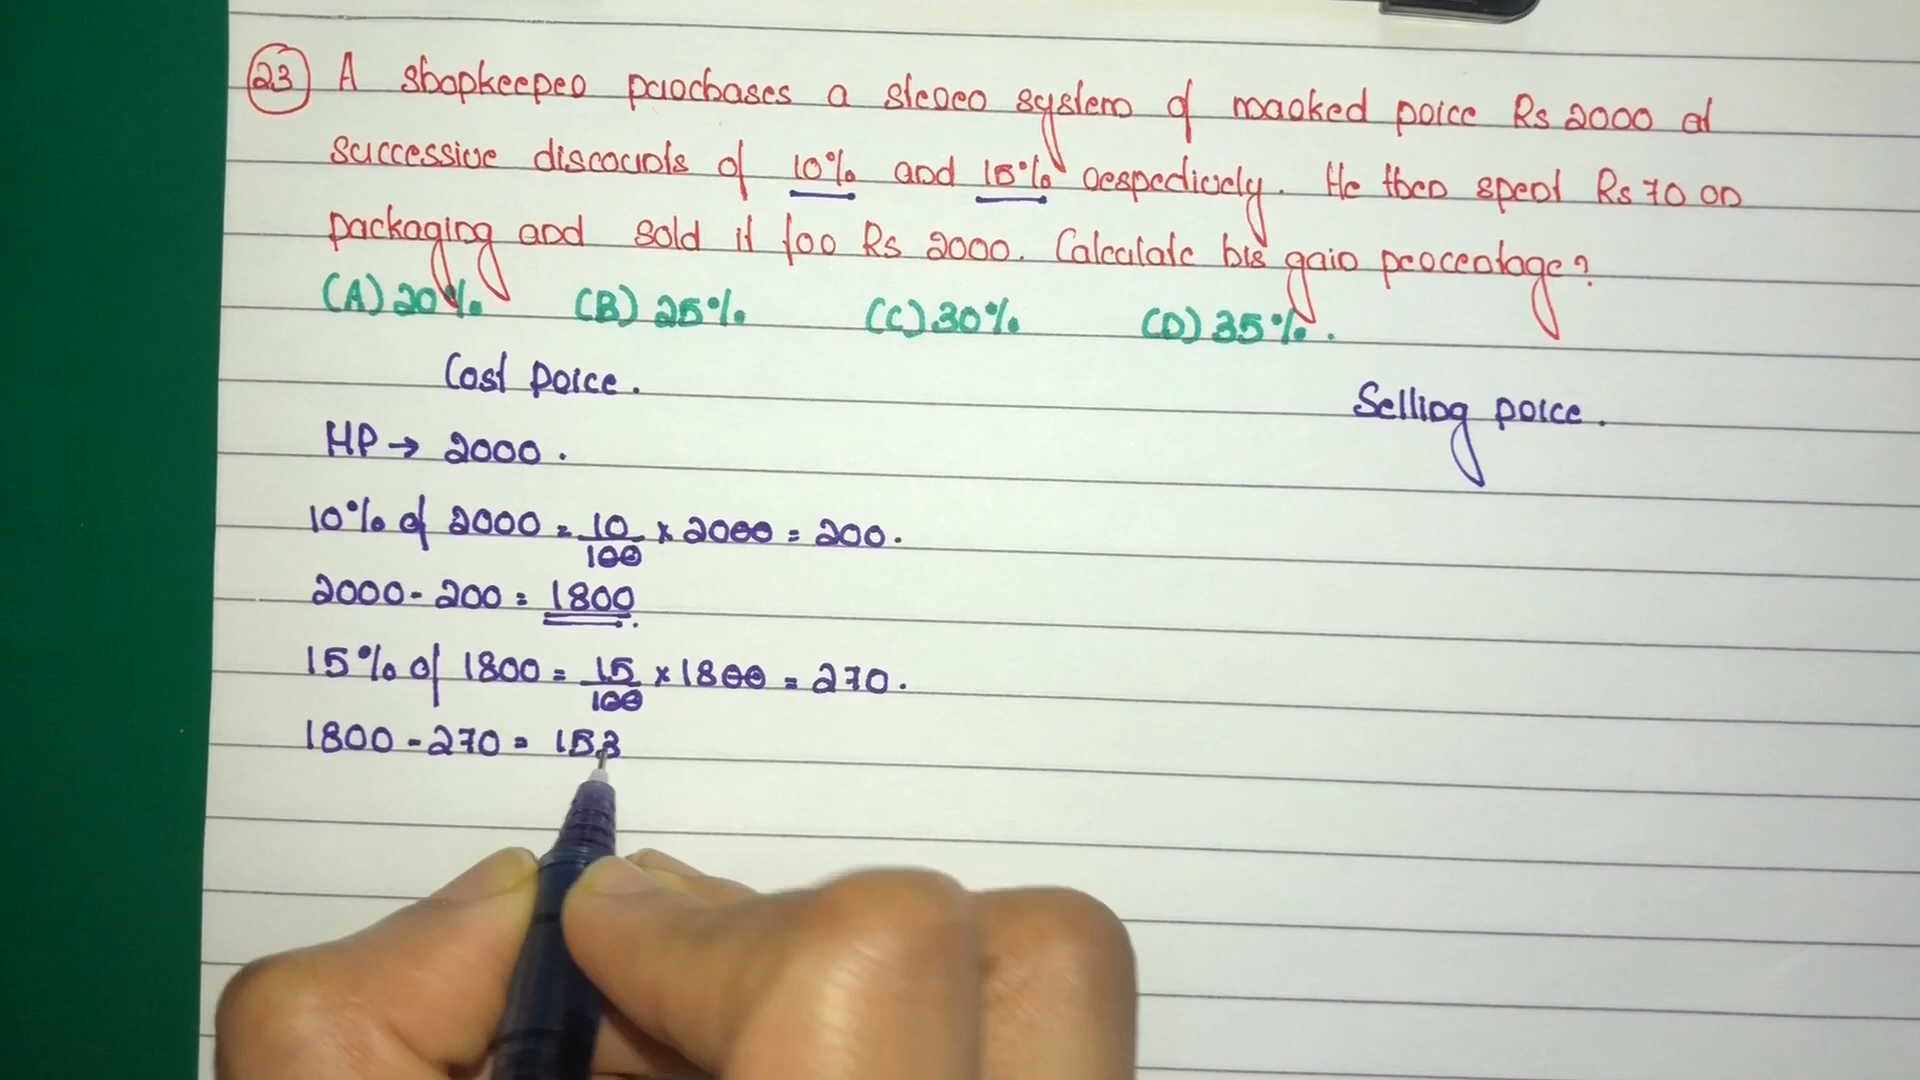 23 A shopkeeper purchases a stereo system of marked price Rs 2000 at
successive discounts of 10% and 15% respectively. He then spent Rs 70 on
packaging and sold it for Rs 2000. Calculate his gain percentage?
(A) 20% (B) 25% (C) 30% (D) 35%.
Cost price. Selling price.
MP → 2000.
10% of 2000 = 10/100 × 2000 = 200.
2000 - 200 = 1800.
15% of 1800 = 15/100 × 1800 = 270.
1800 - 270 = 153